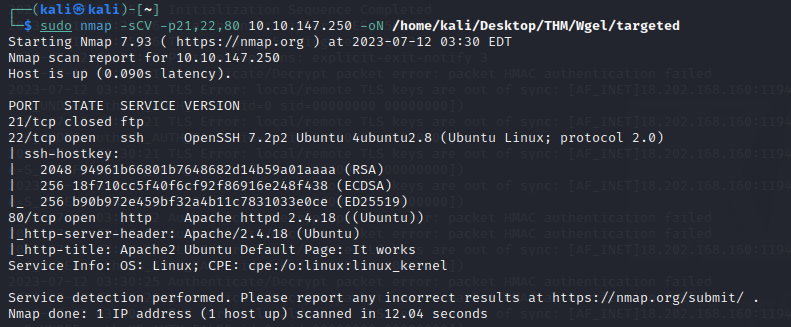 ┌──(kali㉿kali)-[~]
└─$ sudo nmap -sCV -p21,22,80 10.10.147.250 -oN /home/kali/Desktop/THM/Wgel/targeted
Starting Nmap 7.93 ( https://nmap.org ) at 2023-07-12 03:30 EDT
Nmap scan report for 10.10.147.250
Host is up (0.090s latency).

PORT   STATE  SERVICE VERSION
21/tcp closed ftp
22/tcp open   ssh     OpenSSH 7.2p2 Ubuntu 4ubuntu2.8 (Ubuntu Linux; protocol 2.0)
| ssh-hostkey:
|   2048 94961b66801b7648682d14b59a01aaaa (RSA)
|   256 18f710cc5f40f6cf92f86916e248f438 (ECDSA)
|_  256 b90b972e459bf32a4b11c7831033e0ce (ED25519)
80/tcp open   http    Apache httpd 2.4.18 ((Ubuntu))
|_http-server-header: Apache/2.4.18 (Ubuntu)
|_http-title: Apache2 Ubuntu Default Page: It works
Service Info: OS: Linux; CPE: cpe:/o:linux:linux_kernel

Service detection performed. Please report any incorrect results at https://nmap.org/submit/ .
Nmap done: 1 IP address (1 host up) scanned in 12.04 seconds